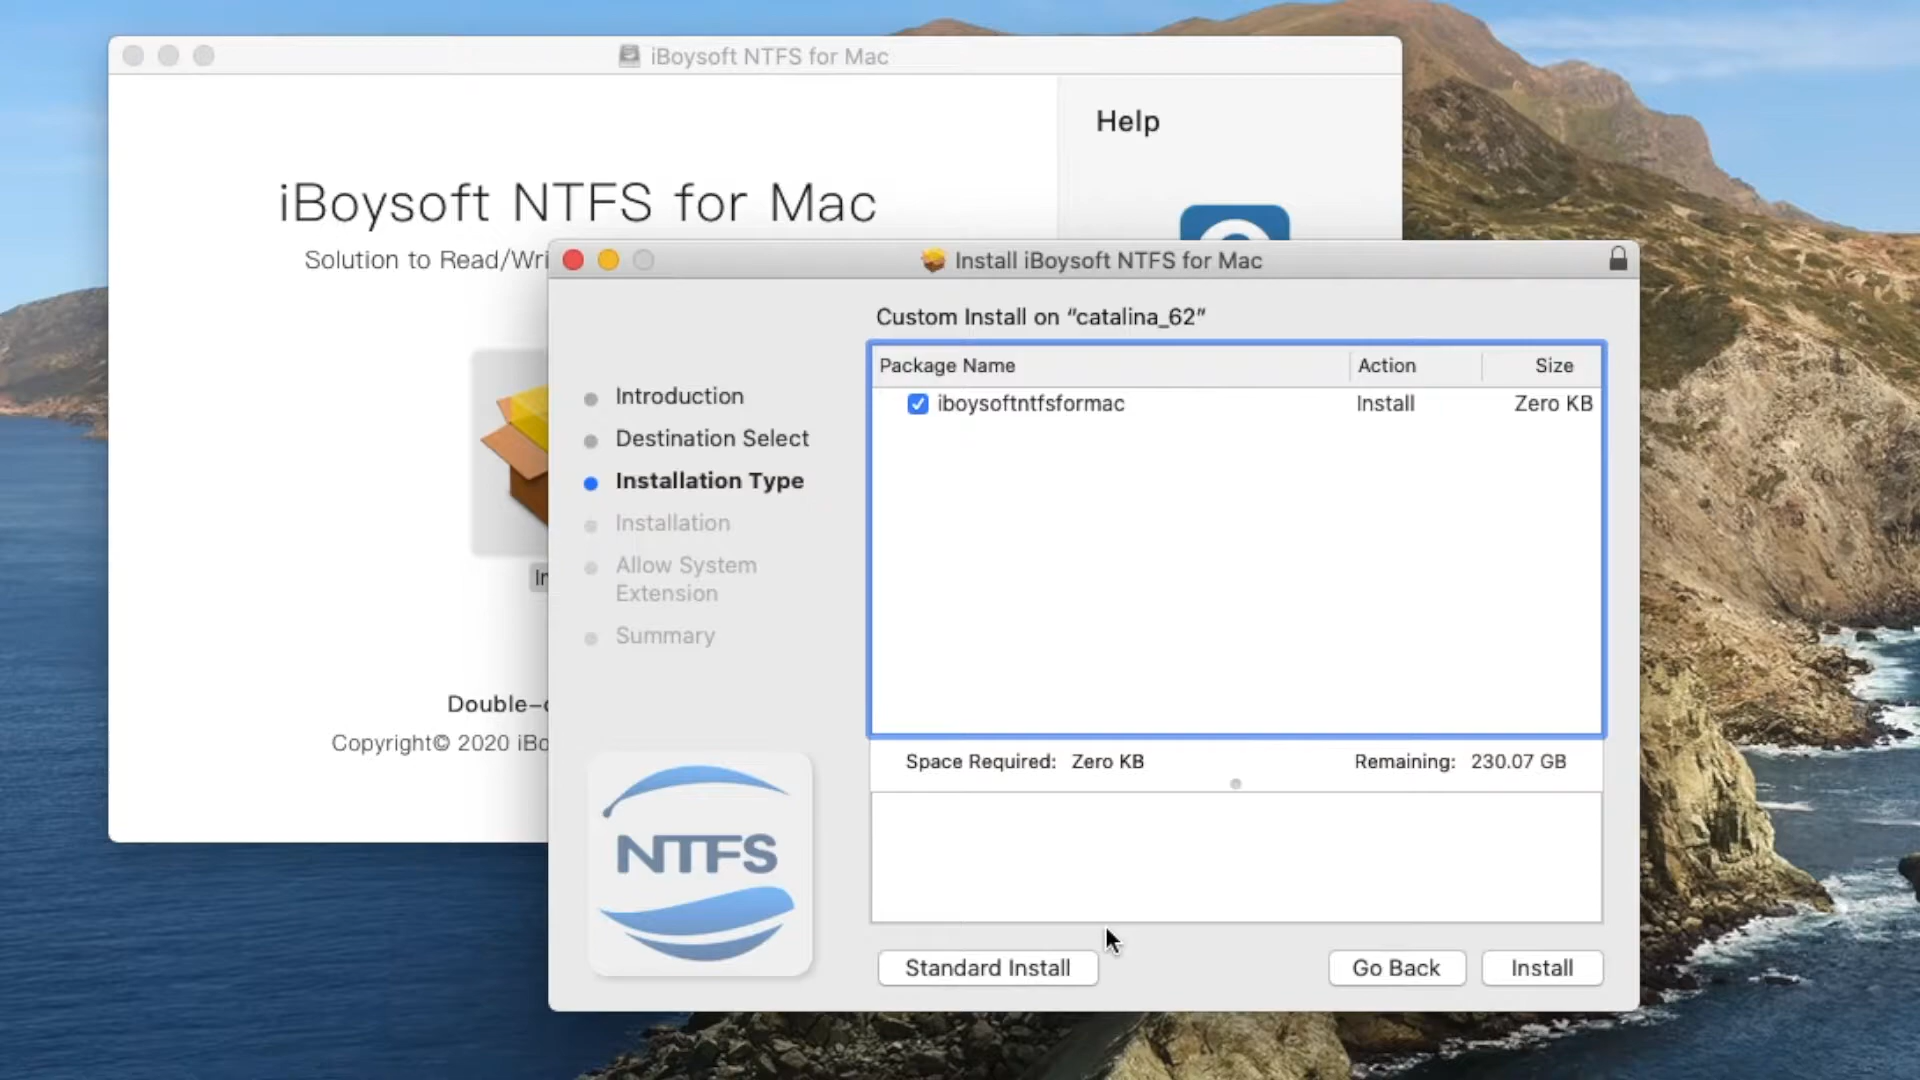 iBoysoft NTFS for Mac
Help
iBoysoft NTFS for Mac
Solution to Read/Wri
Install iBoysoft NTFS for Mac
Custom Install on “catalina_62”
Package Name Action Size
iboysoftntfsformac Install Zero KB
Introduction
Destination Select
Installation Type
Installation
Allow System
Extension
Summary
Double-c
Copyright© 2020 iBo
Space Required: Zero KB Remaining: 230.07 GB
NTFS
Standard Install Go Back Install